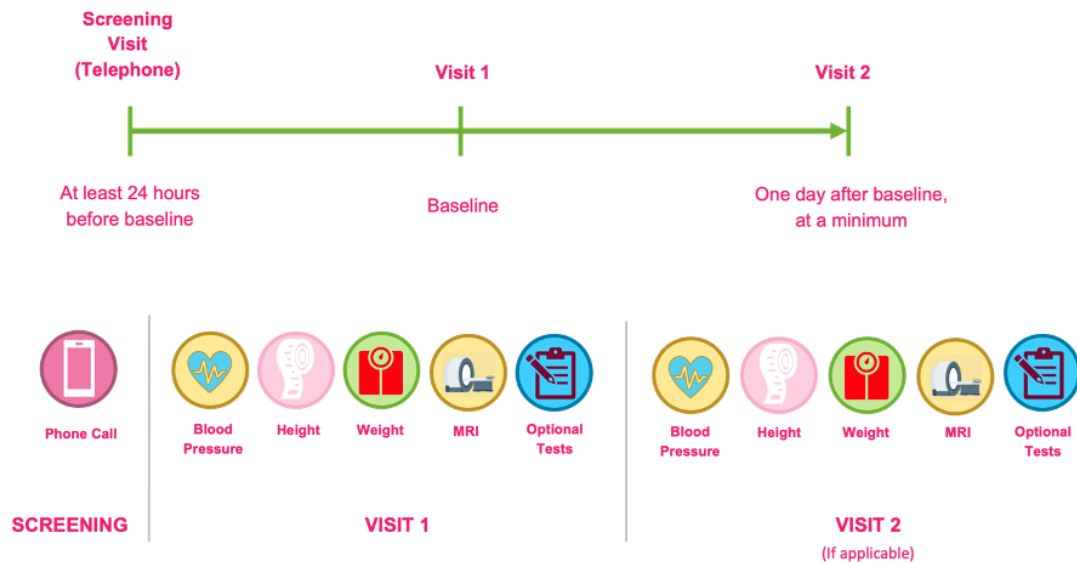 Screening
Visit
(Telephone)
Visit 1
Visit 2
At least 24 hours
before baseline
Baseline
One day after baseline,
at a minimum
Phone Call
Blood
Pressure
Height
Weight
MRI
Optional
Tests
Blood
Pressure
Height
Weight
MRI
Optional
Tests
SCREENING
VISIT 1
VISIT 2
(If applicable)